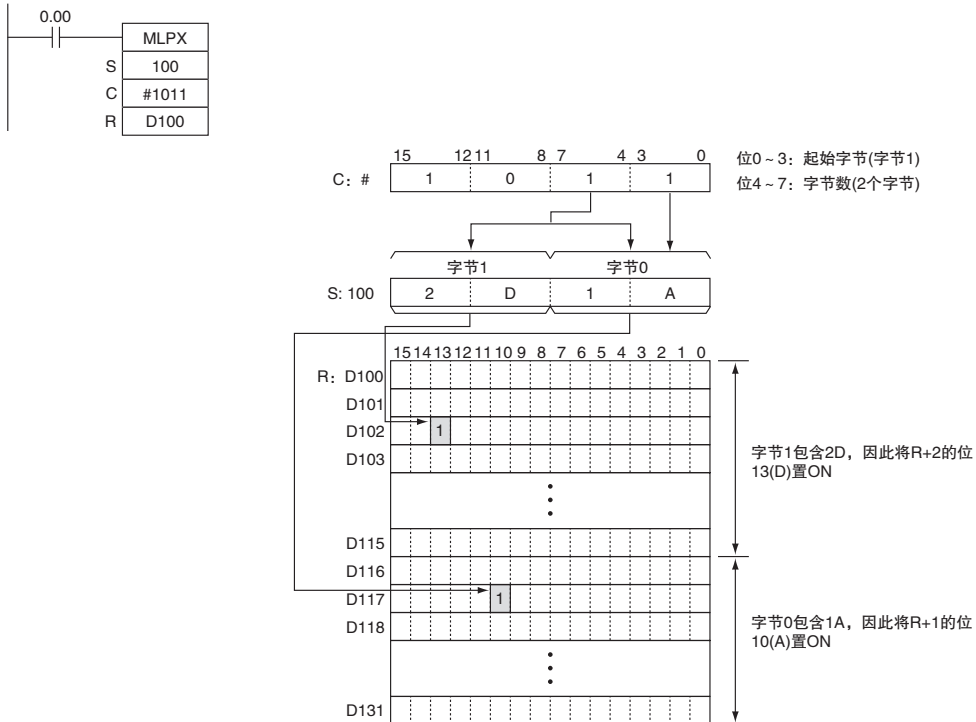 0.00
MLPX
S 100
C #1011
R D100
15 12 11 8 7 4 3 0
C：# 1 0 1 1
位0～3：起始字节(字节1)
位4～7：字节数(2个字节)
字节1 字节0
S: 100 2 D 1 A
15 14 13 12 11 10 9 8 7 6 5 4 3 2 1 0
R：D100
D101
D102 1
D103
字节1包含2D，因此将R+2的位
13(D)置ON
D115
D116
D117 1
D118
字节0包含1A，因此将R+1的位
10(A)置ON
D131